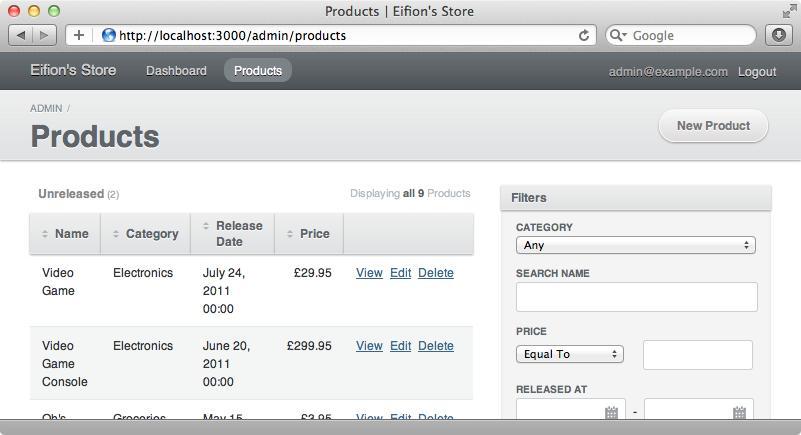 Products | Eifion's Store
http://localhost:3000/admin/products
Google
Eifion's Store Dashboard Products admin@example.com Logout
ADMIN /
Products
New Product
Unreleased (2) Displaying all 9 Products
Name Category Release Date Price
Video Game Electronics July 24, 2011 00:00 £29.95 View Edit Delete
Video Game Console Electronics June 20, 2011 00:00 £299.95 View Edit Delete
Oh's Groceries May 15 £3.95 View Edit Delete
Filters
CATEGORY
Any
SEARCH NAME
PRICE
Equal To
RELEASED AT
-